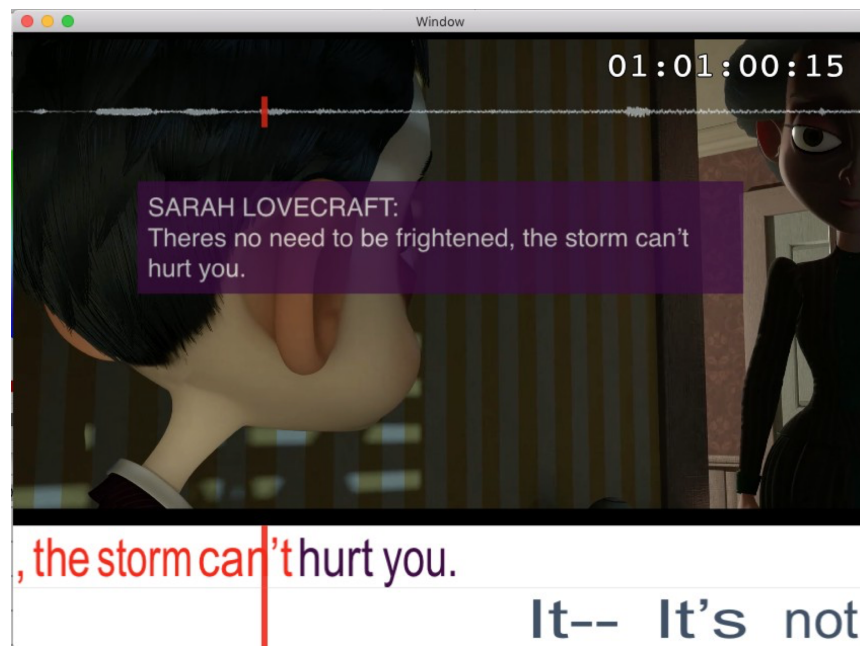 Window
01:01:00:15
SARAH LOVECRAFT:
Theres no need to be frightened, the storm can’t
hurt you.
, the storm can’t hurt you.
It-- It’s not